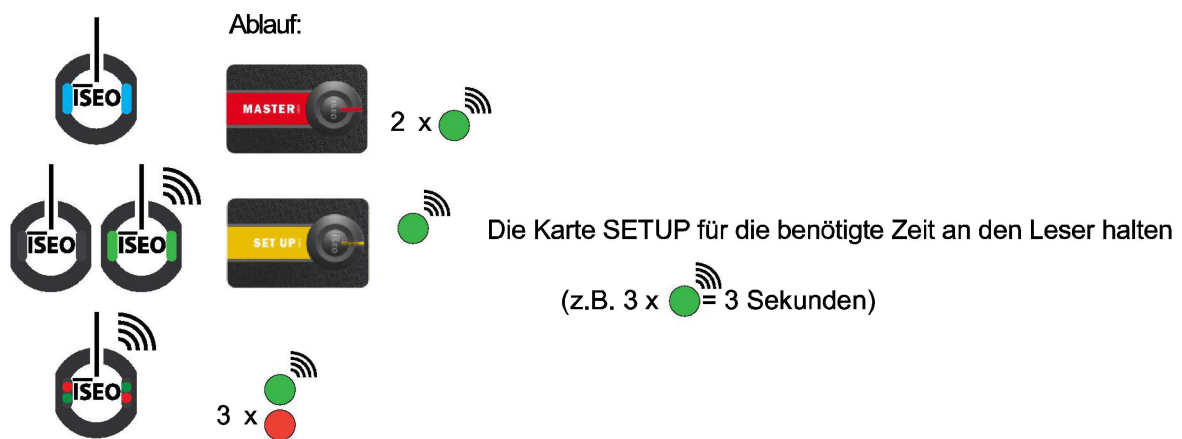 Ablauf:
ISEO
MASTER
ISEO
2 x
ISEO
ISEO
SET UP
Die Karte SETUP für die benötigte Zeit an den Leser halten
(z.B. 3 x = 3 Sekunden)
ISEO
3 x